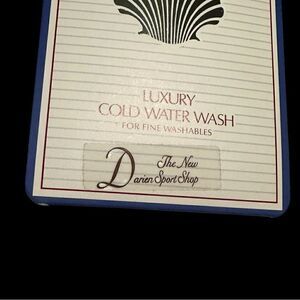 LUXURY
COLD WATER WASH
FOR FINE WASHABLES
The New
Darien Sport Shop